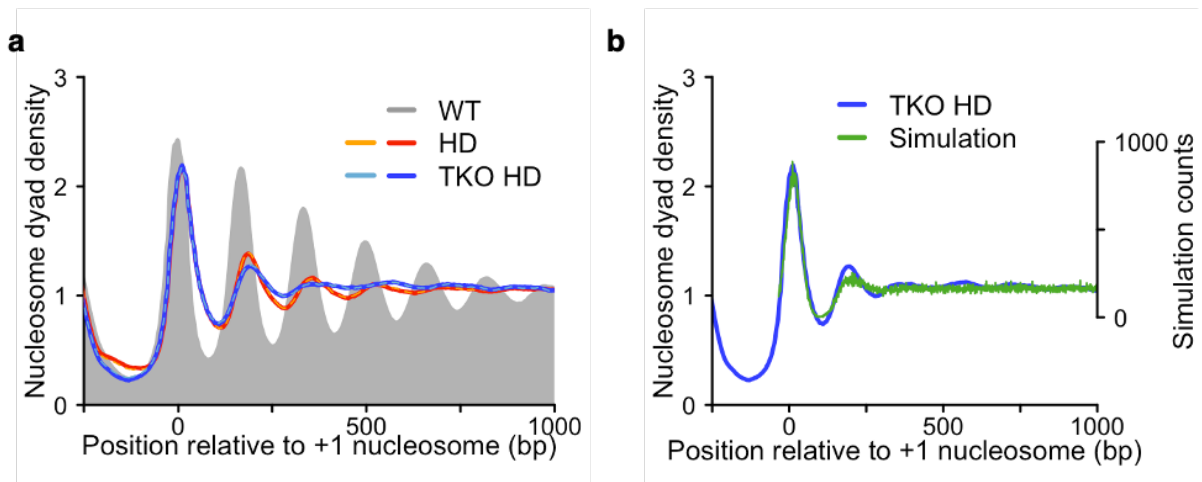 a
3
2
1
0
Nucleosome dyad density
WT
HD
TKO HD
0
500
1000
Position relative to +1 nucleosome (bp)
b
3
2
1
0
Nucleosome dyad density
TKO HD
Simulation
1000
0
Simulation counts
0
500
1000
Position relative to +1 nucleosome (bp)